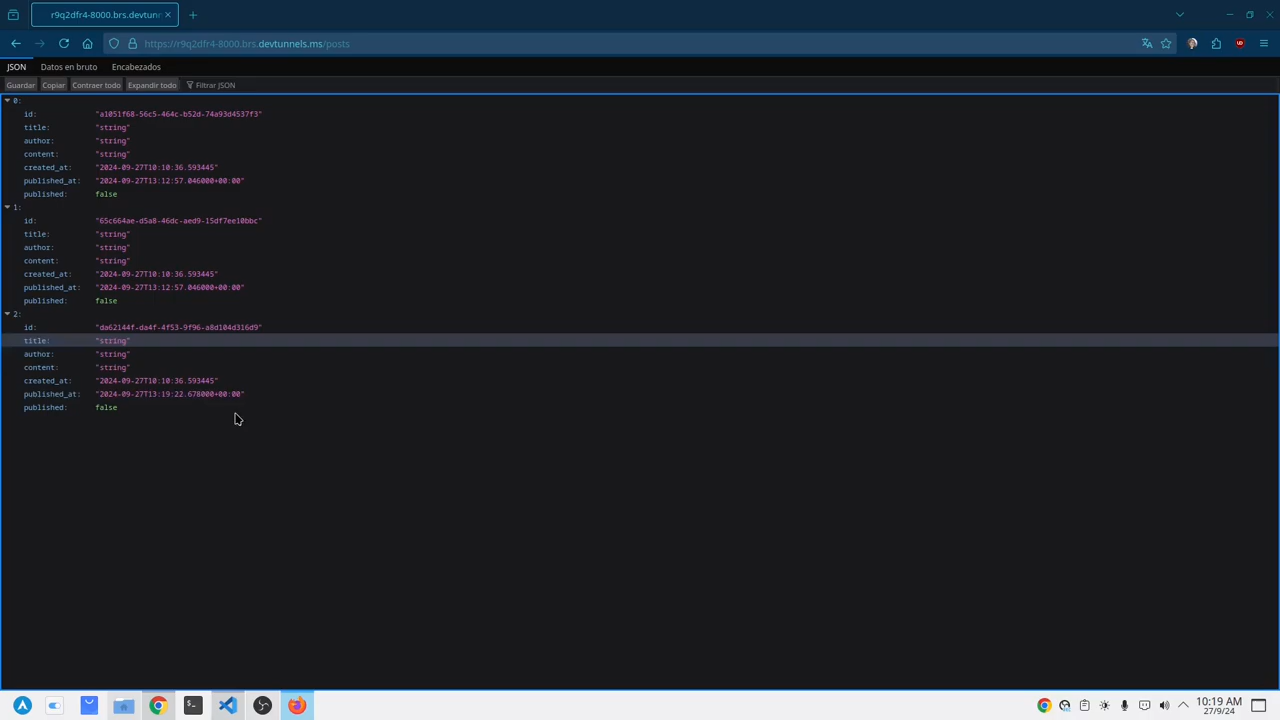 r9q2dfr4-8000.brs.devtun
https://r9q2dfr4-8000.brs.devtunnels.ms/posts
JSON Datos en bruto Encabezados
Guardar Copiar Contraer todo Expandir todo Filtrar JSON
0:
id: "a1051f68-56c5-464c-b52d-74a93d4537f3"
title: "string"
author: "string"
content: "string"
created_at: "2024-09-27T10:10:36.593445"
published_at: "2024-09-27T13:12:57.046000+00:00"
published: false
1:
id: "65c664ae-d5a8-46dc-aed9-15df7ee10bbc"
title: "string"
author: "string"
content: "string"
created_at: "2024-09-27T10:10:36.593445"
published_at: "2024-09-27T13:12:57.046000+00:00"
published: false
2:
id: "da62144f-da4f-4f53-9f96-a8d104d316d9"
title: "string"
author: "string"
content: "string"
created_at: "2024-09-27T10:10:36.593445"
published_at: "2024-09-27T13:19:22.678000+00:00"
published: false
10:19 AM
27/9/24